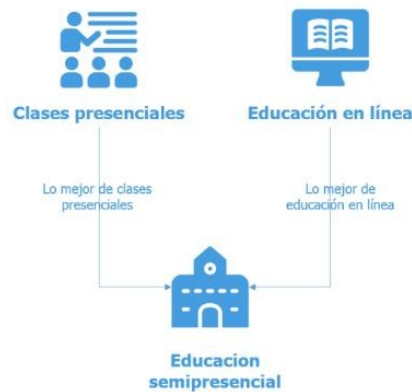 Clases presenciales
Educación en línea
Lo mejor de clases
presenciales
Lo mejor de
educación en línea
Educacion
semipresencial